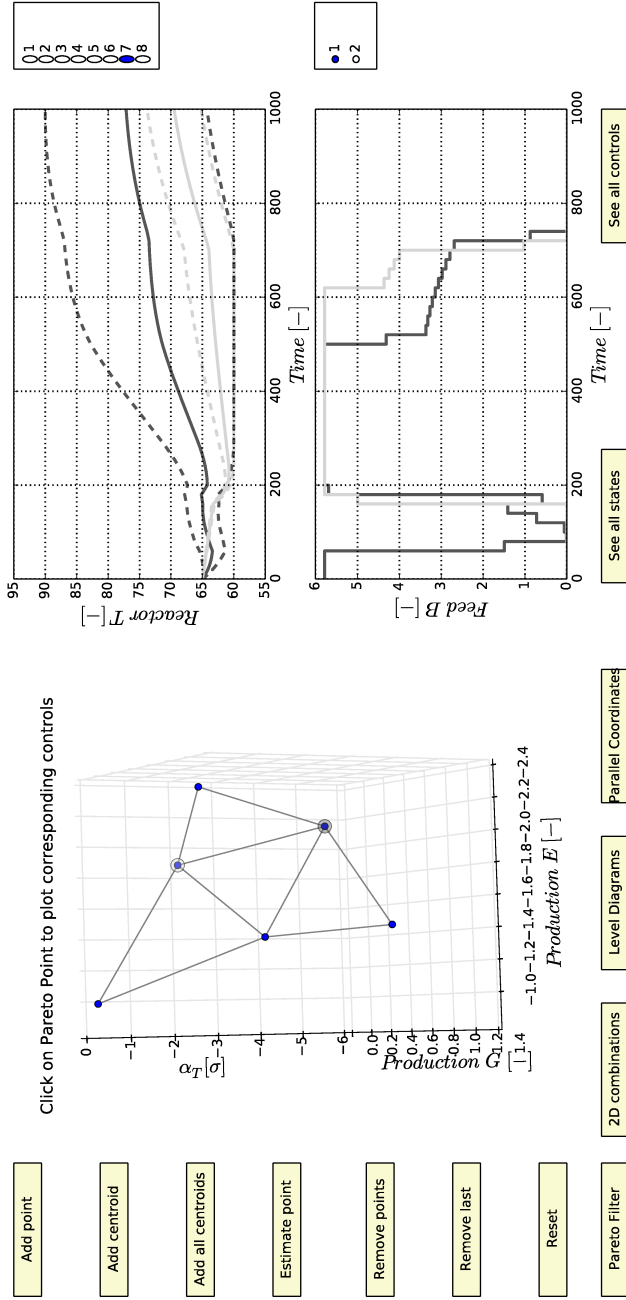 Add point
Add centroid
Add all centroids
Estimate point
Remove points
Remove last
Reset
Pareto Filter
Click on Pareto Point to plot corresponding controls
0
−1
−2
−3
−4
−5
−6
α_T[σ]
0.0
−0.2
−0.4
−0.6
−0.8
−1.0
−1.2
−1.4
Production G [−]
−1.0−1.2−1.4−1.6−1.8−2.0−2.2−2.4
Production E [−]
2D combinations
Level Diagrams
Parallel Coordinates
95
90
85
80
75
70
65
60
55
Reactor T [−]
0 200 400 600 800 1000
Time [−]
1
2
3
4
5
6
7
8
6
5
4
3
2
1
0
Feed B [−]
0 200 400 600 800 1000
Time [−]
1
2
See all states
See all controls